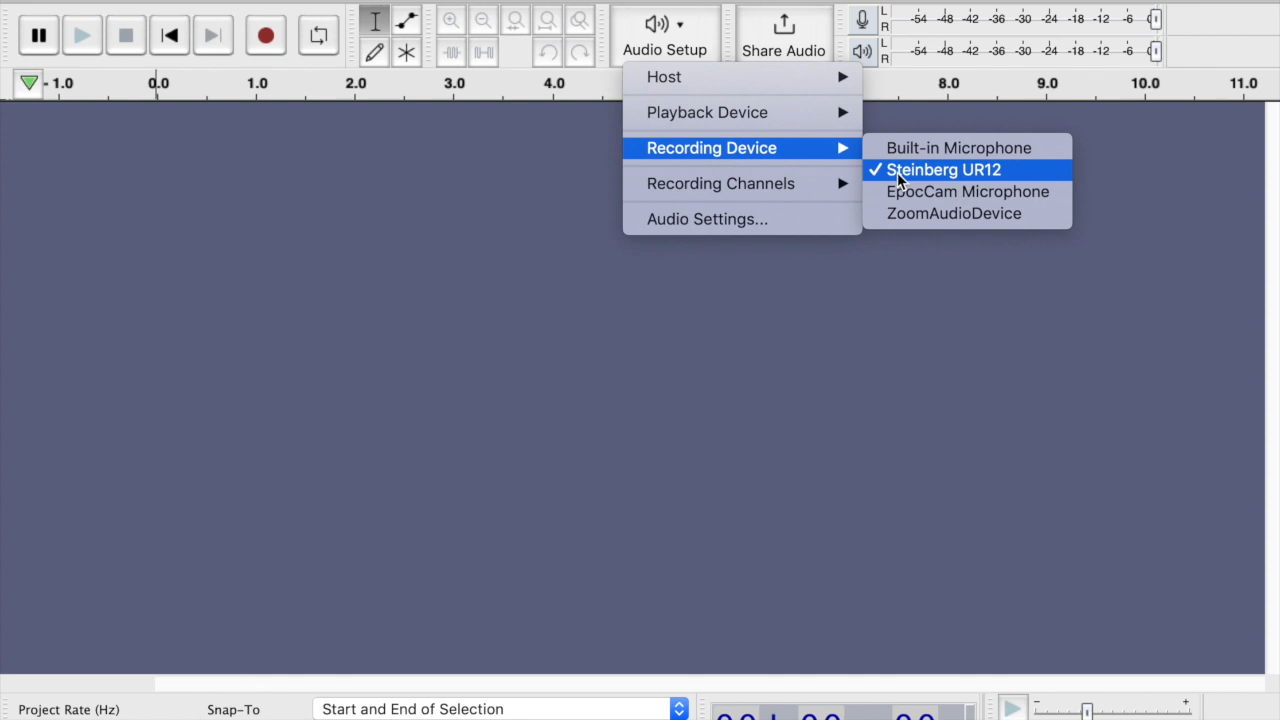 L
R
-54 -48 -42 -36 -30 -24 -18 -12 -6
Audio Setup
Share Audio
L
R
-54 -48 -42 -36 -30 -24 -18 -12 -6
- 1.0 0.0 1.0 2.0 3.0 4.0 8.0 9.0 10.0 11.0
Host
Playback Device
Recording Device
Recording Channels
Audio Settings...
Built-in Microphone
✓ Steinberg UR12
EpocCam Microphone
ZoomAudioDevice
Project Rate (Hz)
Snap-To
Start and End of Selection
- +